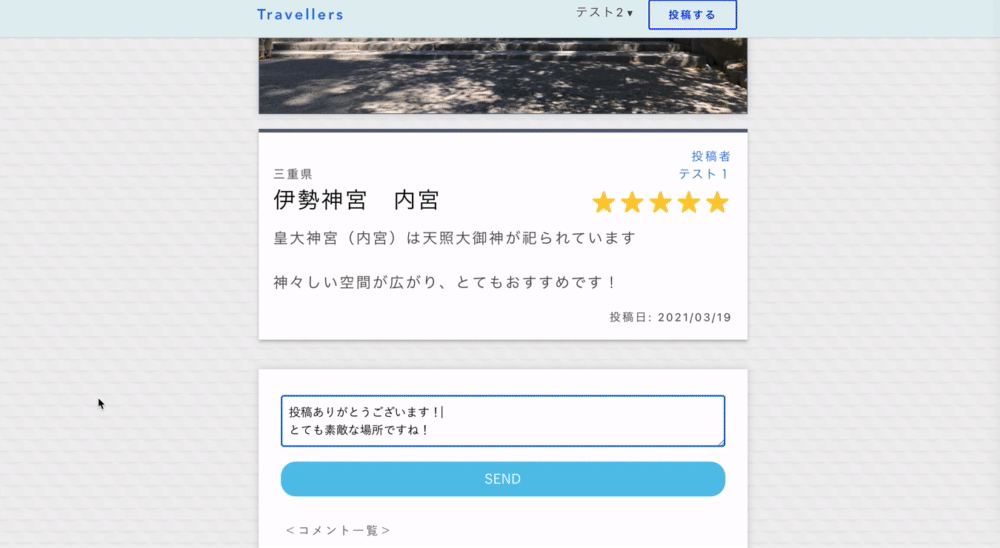 Travellers
テスト2 ▾
投稿する
投稿者
三重県
テスト1
伊勢神宮　内宮
皇大神宮（内宮）は天照大御神が祀られています
神々しい空間が広がり、とてもおすすめです！
投稿日: 2021/03/19
投稿ありがとうございます！
とても素敵な場所ですね！
SEND
＜コメント一覧＞